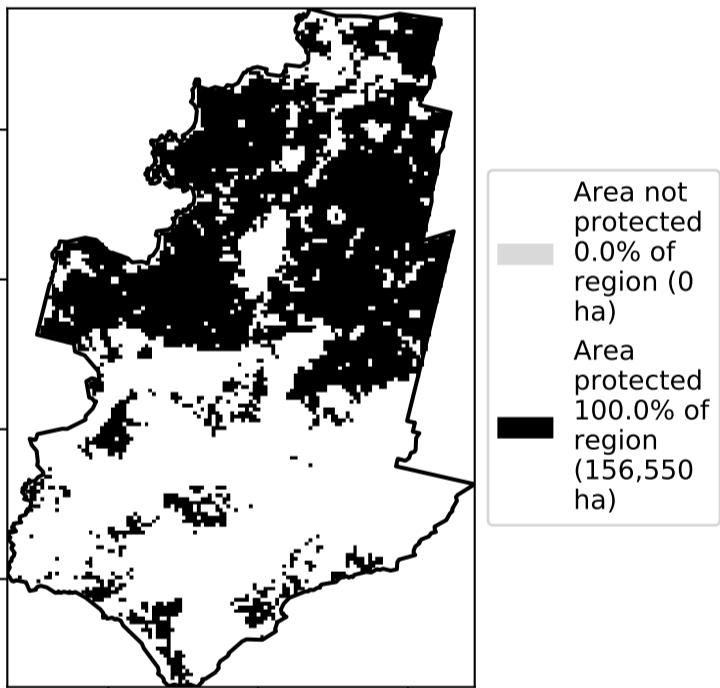 Area not
protected
0.0% of
region (0
ha)
Area
protected
100.0% of
region
(156,550
ha)